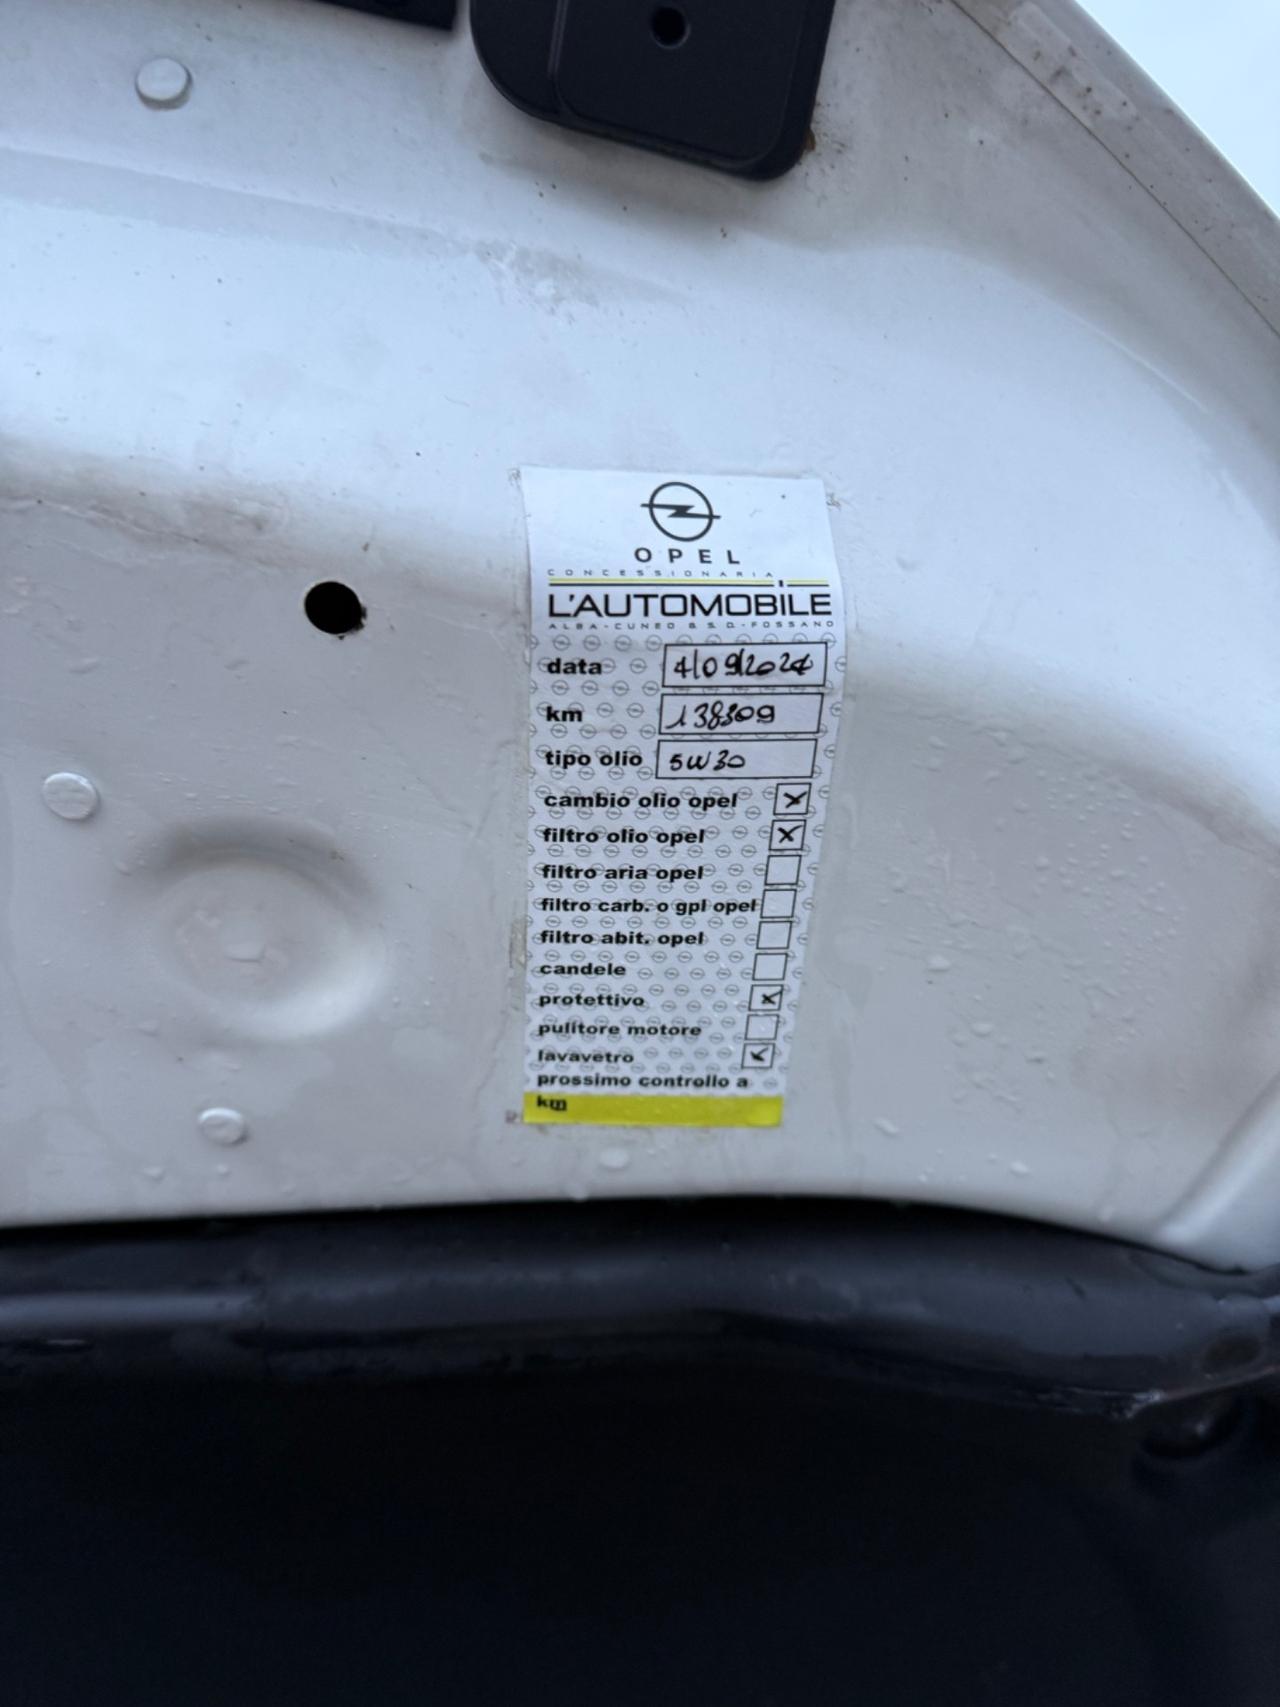 OPEL
CONCESSIONARIA
L'AUTOMOBILE
ALBA - CUNEO B.S.D. - FOSSANO
data 4/09/2024
km 138309
tipo olio 5W30
cambio olio opel X
filtro olio opel X
filtro aria opel
filtro carb. o gpl opel
filtro abit. opel
candele
protettivo X
pulitore motore
lavavetro ✓
prossimo controllo a
km